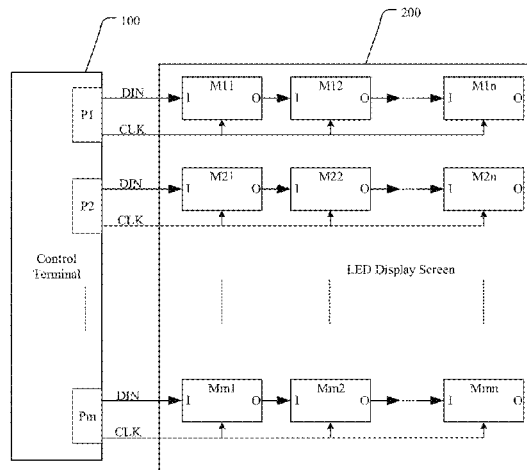 100
200
P1
DIN
CLK
I M11 O
I M12 O
I M1n O
P2
DIN
CLK
I M21 O
I M22 O
I M2n O
Control
Terminal
LED Display Screen
Pm
DIN
CLK
I Mm1 O
I Mm2 O
I Mmn O